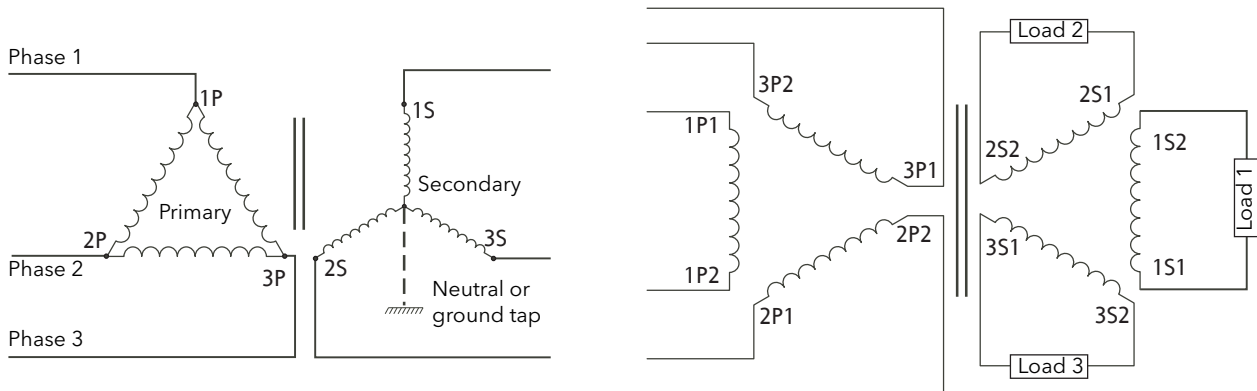 Phase 1
1P
1S
Primary
Secondary
2P
Phase 2
3P
2S
3S
Neutral or
ground tap
Phase 3
3P2
1P1
3P1
1P2
2P2
2P1
Load 2
2S1
2S2
1S2
Load 1
3S1
1S1
3S2
Load 3